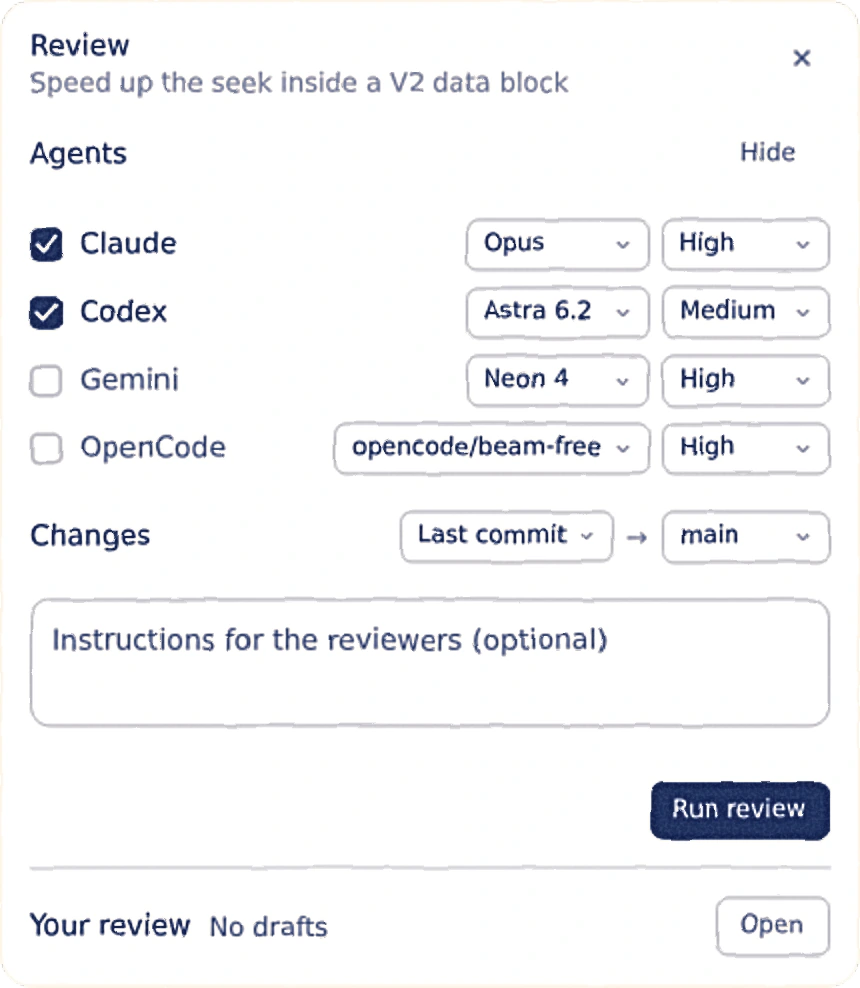 Review
Speed up the seek inside a V2 data block
Agents Hide
Claude Opus High
Codex Astra 6.2 Medium
Gemini Neon 4 High
OpenCode opencode/beam-free High
Changes Last commit → main
Instructions for the reviewers (optional)
Run review
Your review No drafts Open